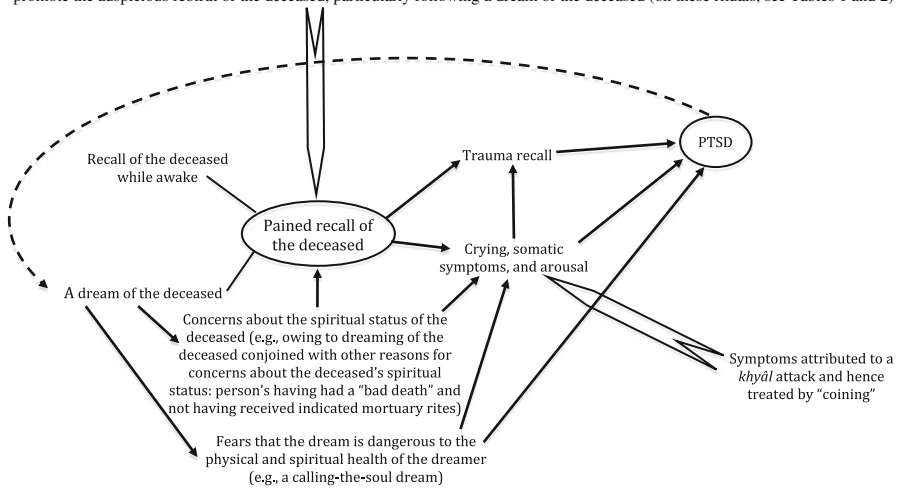 promote the auspicious rebirth of the deceased, particularly following a dream of the deceased (on these rituals, see Tables 1 and 2)
PTSD
Trauma recall
Recall of the deceased
while awake
Pained recall of
the deceased
Crying, somatic
symptoms, and arousal
A dream of the deceased
Concerns about the spiritual status of the
deceased (e.g., owing to dreaming of the
deceased conjoined with other reasons for
concerns about the deceased's spiritual
status: person's having had a "bad death" and
not having received indicated mortuary rites)
Symptoms attributed to a
khyâl attack and hence
treated by "coining"
Fears that the dream is dangerous to the
physical and spiritual health of the dreamer
(e.g., a calling-the-soul dream)